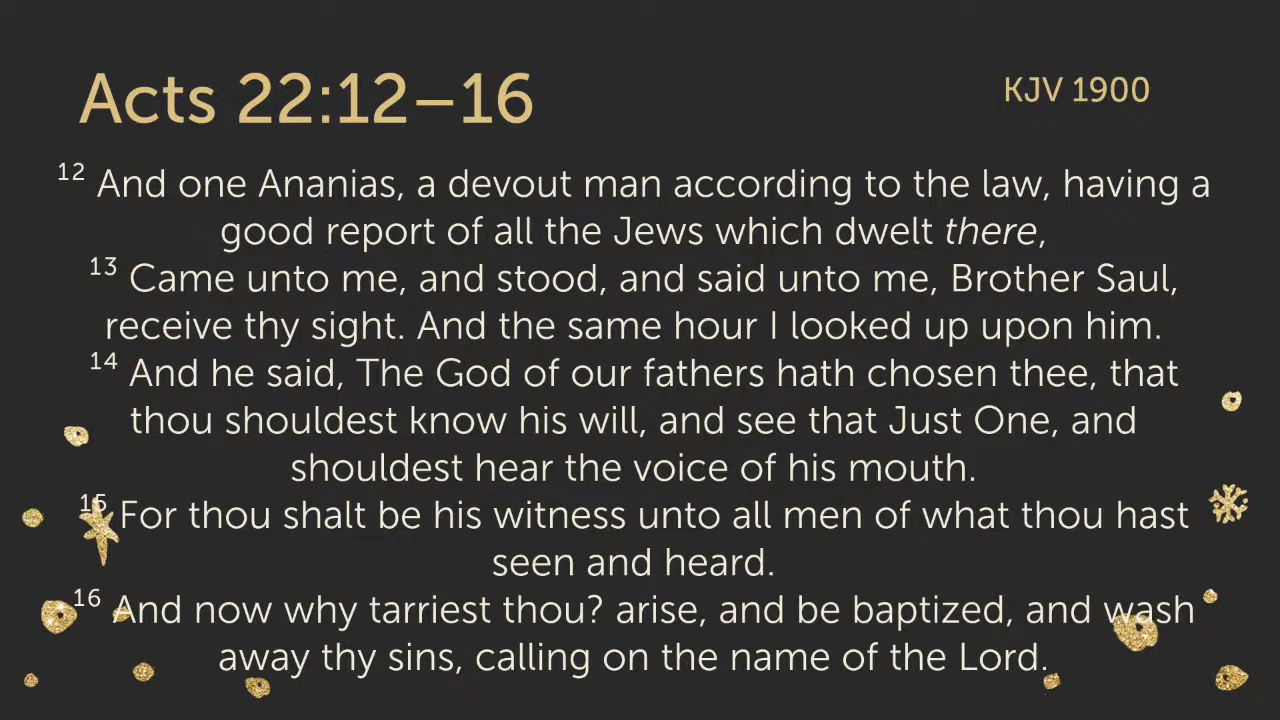 Acts 22:12–16
KJV 1900
12 And one Ananias, a devout man according to the law, having a
good report of all the Jews which dwelt there,
13 Came unto me, and stood, and said unto me, Brother Saul,
receive thy sight. And the same hour I looked up upon him.
14 And he said, The God of our fathers hath chosen thee, that
thou shouldest know his will, and see that Just One, and
shouldest hear the voice of his mouth.
15 For thou shalt be his witness unto all men of what thou hast
seen and heard.
16 And now why tarriest thou? arise, and be baptized, and wash
away thy sins, calling on the name of the Lord.